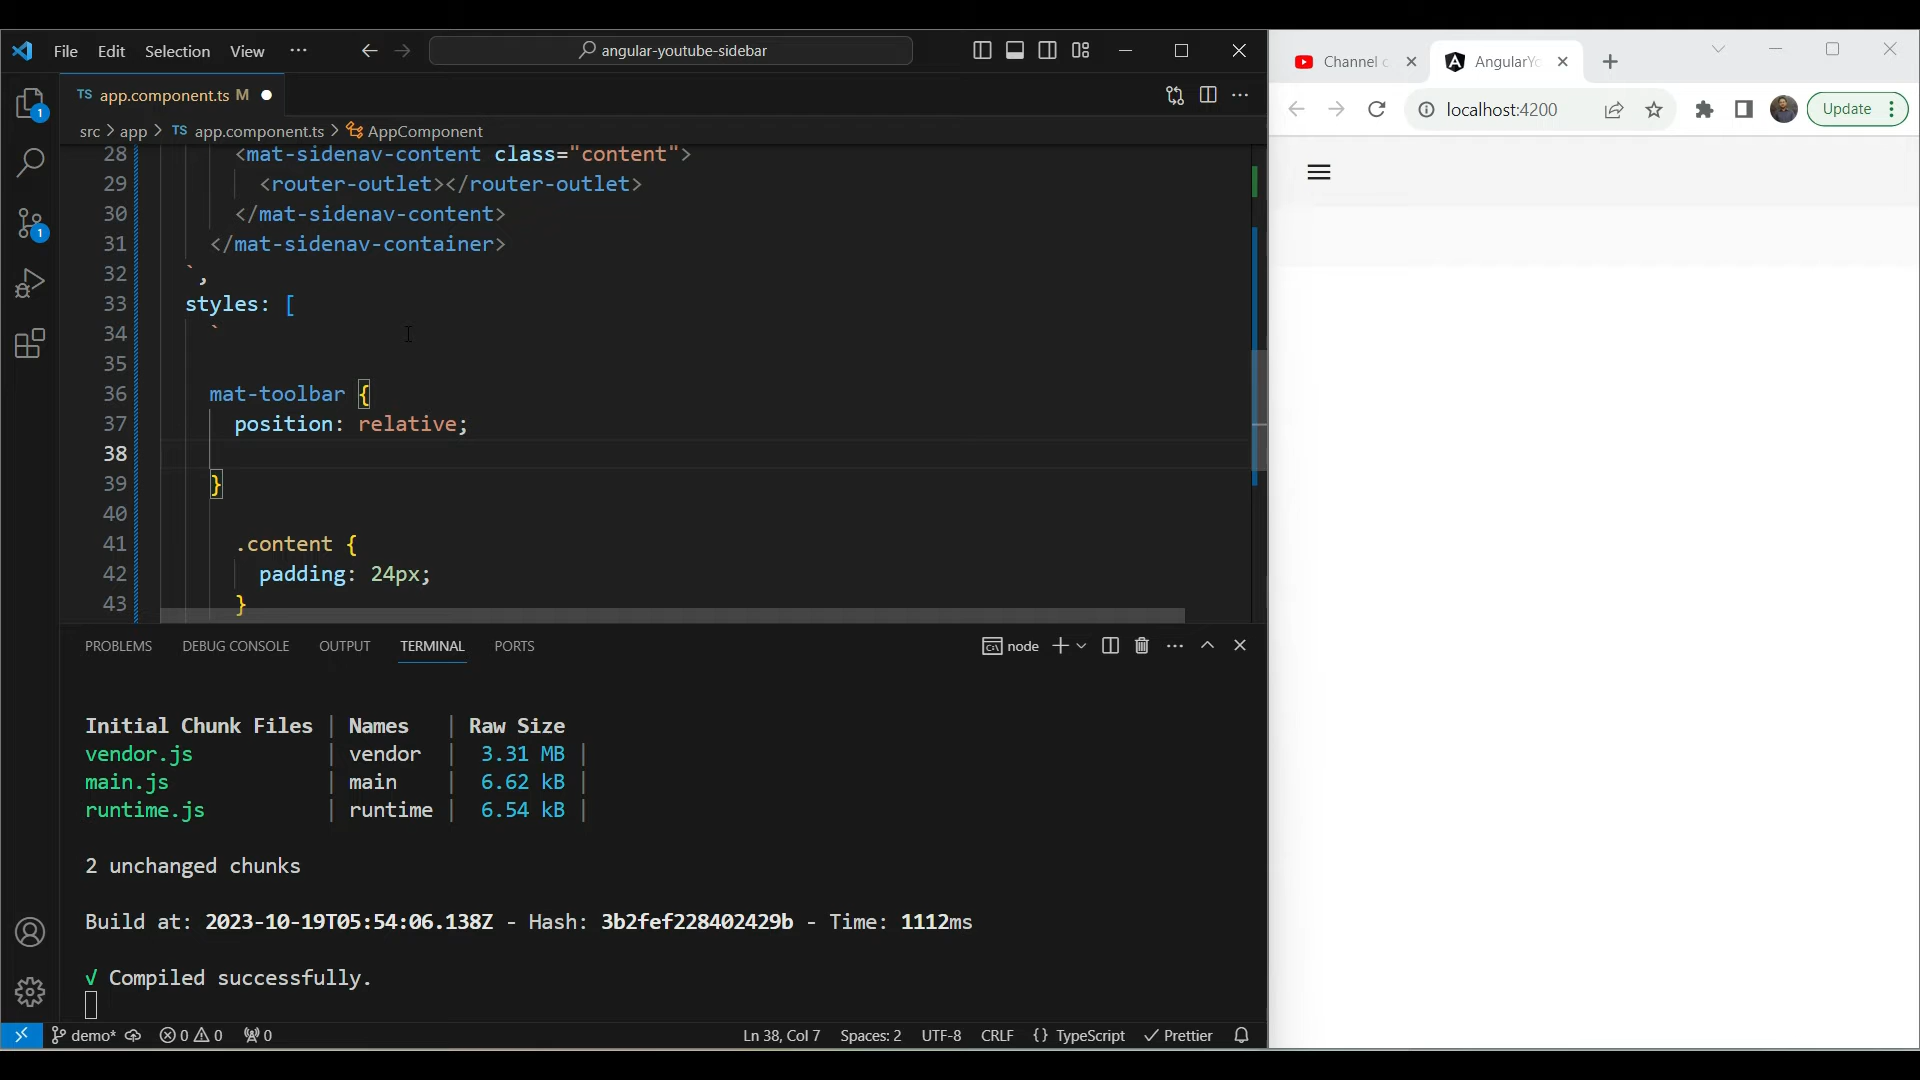 File Edit Selection View ··· angular-youtube-sidebar
TS app.component.ts M
src > app > TS app.component.ts > AppComponent
28 <mat-sidenav-content class="content">
29 <router-outlet></router-outlet>
30 </mat-sidenav-content>
31 </mat-sidenav-container>
32 `,
33 styles: [
34 `
35
36 mat-toolbar {
37 position: relative;
38
39 }
40
41 .content {
42 padding: 24px;
43 }
PROBLEMS DEBUG CONSOLE OUTPUT TERMINAL PORTS node
Initial Chunk Files | Names | Raw Size
vendor.js | vendor | 3.31 MB |
main.js | main | 6.62 kB |
runtime.js | runtime | 6.54 kB |
2 unchanged chunks
Build at: 2023-10-19T05:54:06.138Z - Hash: 3b2fef228402429b - Time: 1112ms
√ Compiled successfully.
demo* 0 0 0 Ln 38, Col 7 Spaces: 2 UTF-8 CRLF {} TypeScript Prettier
Channel AngularYo
localhost:4200 Update